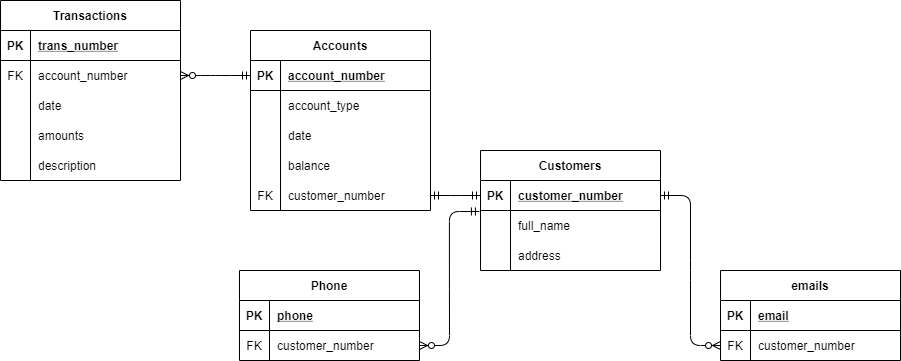 Transactions
PK trans_number
FK account_number
date
amounts
description
Accounts
PK account_number
account_type
date
balance
FK customer_number
Customers
PK customer_number
full_name
address
Phone
PK phone
FK customer_number
emails
PK email
FK customer_number